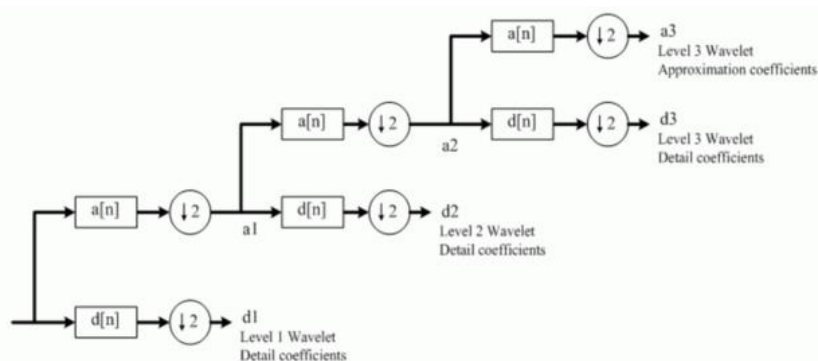 a[n]
↓2
a3
Level 3 Wavelet
Approximation coefficients
a[n]
↓2
a2
d[n]
↓2
d3
Level 3 Wavelet
Detail coefficients
a[n]
↓2
a1
d[n]
↓2
d2
Level 2 Wavelet
Detail coefficients
d[n]
↓2
d1
Level 1 Wavelet
Detail coefficients